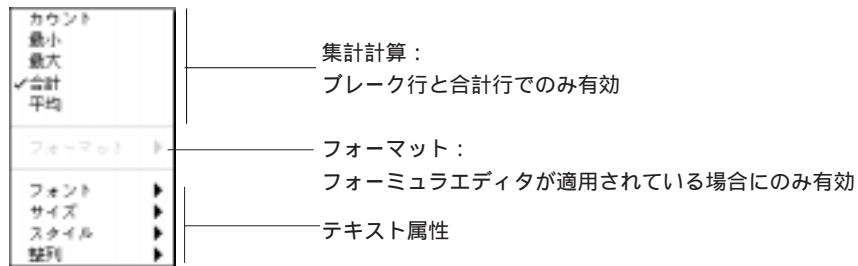 カウント
最小
最大
✓合計
平均
フォーマット
フォント
サイズ
スタイル
整列
集計計算：
ブレーク行と合計行でのみ有効
フォーマット：
フォーミュラエディタが適用されている場合にのみ有効
テキスト属性